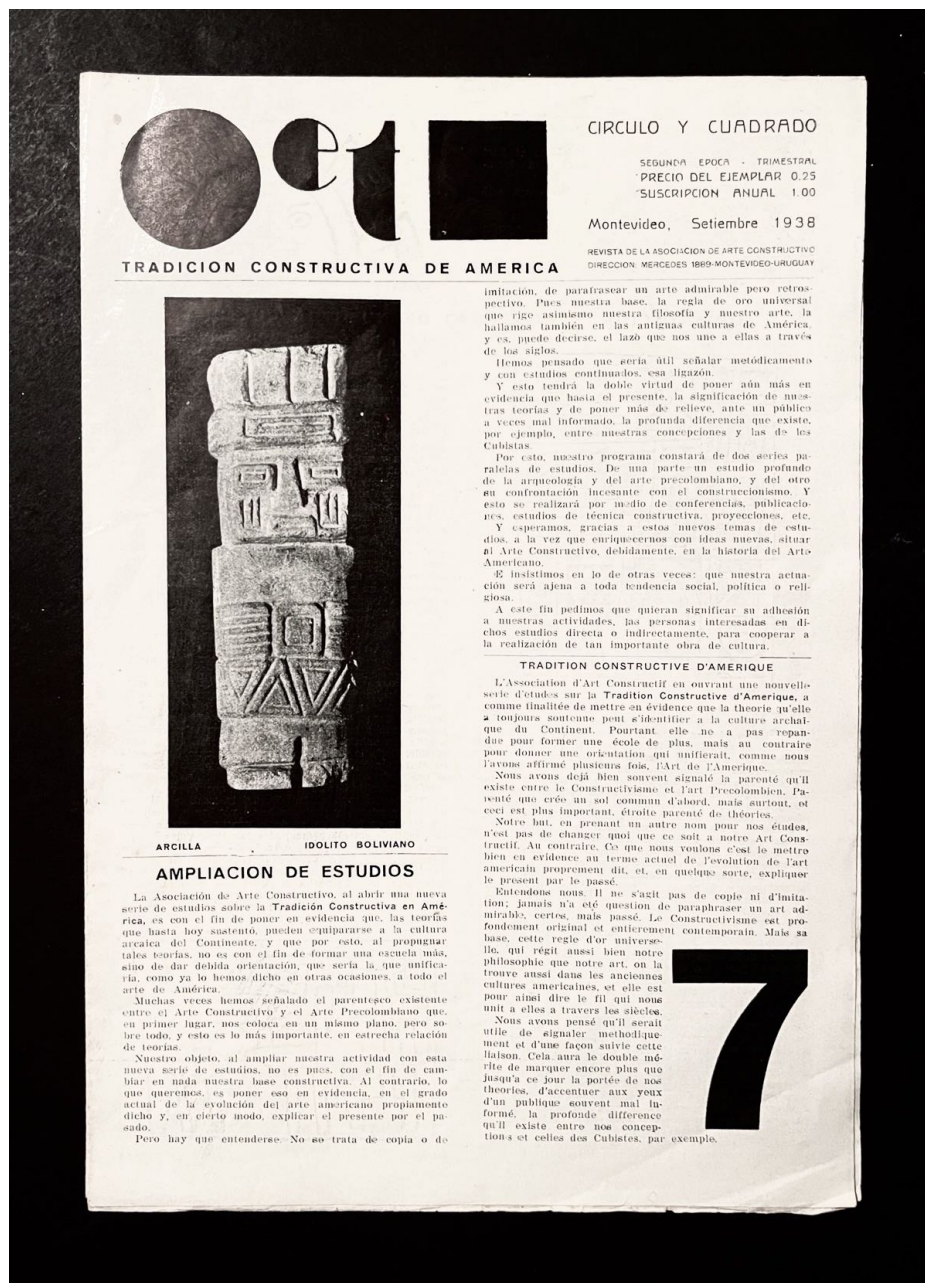 et
CIRCULO Y CUADRADO
SEGUNDA EPOCA - TRIMESTRAL
PRECIO DEL EJEMPLAR 0.25
SUSCRIPCION ANUAL 1.00
Montevideo, Setiembre 1938
REVISTA DE LA ASOCIACION DE ARTE CONSTRUCTIVO
DIRECCION: MERCEDES 1889-MONTEVIDEO-URUGUAY
TRADICION CONSTRUCTIVA DE AMERICA
ARCILLA IDOLITO BOLIVIANO
AMPLIACION DE ESTUDIOS
La Asociación de Arte Constructivo, al abrir una nueva
serie de estudios sobre la Tradición Constructiva en Amé-
rica, es con el fin de poner en evidencia que, las teorías
que hasta hoy sustentó, pueden equipararse a la cultura
arcaica del Continente, y que por esto, al propugnar
tales teorías, no es con el fin de formar una escuela más,
sino de dar debida orientación, que sería la que unifica-
ría, como ya lo hemos dicho en otras ocasiones, a todo el
arte de América.
Muchas veces hemos señalado el parentesco existente
entre el Arte Constructivo y el Arte Precolombiano que,
en primer lugar, nos coloca en un mismo plano, pero so-
bre todo, y esto es lo más importante, en estrecha relación
de teorías.
Nuestro objeto, al ampliar nuestra actividad con esta
nueva serie de estudios, no es pues, con el fin de cam-
biar en nada nuestra base constructiva. Al contrario, lo
que queremos, es poner eso en evidencia, en el grado
actual de la evolución del arte americano propiamente
dicho y, en cierto modo, explicar el presente por el pa-
sado.
Pero hay que entenderse. No se trata de copia o de
imitación, de parafrasear un arte admirable pero retros-
pectivo. Pues nuestra base, la regla de oro universal
que rige asimismo nuestra filosofía y nuestro arte, la
hallamos también en las antiguas culturas de América,
y es, puede decirse, el lazo que nos une a ellas a través
de los siglos.
Hemos pensado que sería útil señalar metódicamente
y con estudios continuados, esa ligazón.
Y esto tendrá la doble virtud de poner aún más en
evidencia que hasta el presente, la significación de nues-
tras teorías y de poner más de relieve, ante un público
a veces mal informado, la profunda diferencia que existe,
por ejemplo, entre nuestras concepciones y las de los
Cubistas.
Por esto, nuestro programa constará de dos series pa-
ralelas de estudios. De una parte un estudio profundo
de la arqueología y del arte precolombiano, y del otro
su confrontación incesante con el construccionismo. Y
esto se realizará por medio de conferencias, publicacio-
nes, estudios de técnica constructiva, proyecciones, etc.
Y esperamos, gracias a estos nuevos temas de estu-
dios, a la vez que enriquecernos con ideas nuevas, situar
al Arte Constructivo, debidamente, en la historia del Arte
Americano.
E insistimos en lo de otras veces: que nuestra actua-
ción será ajena a toda tendencia social, política o reli-
giosa.
A este fin pedimos que quieran significar su adhesión
a nuestras actividades, las personas interesadas en di-
chos estudios directa o indirectamente, para cooperar a
la realización de tan importante obra de cultura.
TRADITION CONSTRUCTIVE D'AMERIQUE
L'Association d'Art Constructif en ouvrant une nouvelle
serie d'études sur la Tradition Constructive d'Amerique, a
comme finalitée de mettre en évidence que la theorie qu'elle
a toujours soutenue peut s'identifier a la culture archaï-
que du Continent. Pourtant elle ne a pas repan-
due pour former une école de plus, mais au contraire
pour donner une orientation qui unifierait, comme nous
l'avons affirmé plusieurs fois, l'Art de l'Amerique.
Nous avons dejá bien souvent signalé la parenté qu'il
existe entre le Constructivisme et l'art Precolombien. Pa-
renté que crée un sol commun d'abord, mais surtout, et
ceci est plus important, étroite parenté de théories.
Notre but, en prenant un autre nom pour nos études,
n'est pas de changer quoi que ce soit a notre Art Cons-
tructif. Au contraire. Ce que nous voulons c'est le mettre
bien en evidence au terme actuel de l'evolution de l'art
americain proprement dit, et, en quelque sorte, expliquer
le present par le passé.
Entendons nous. Il ne s'agit pas de copie ni d'imita-
tion; jamais n'a eté question de paraphraser un art ad-
mirable, certes, mais passé. Le Constructivisme est pro-
fondement original et entierement contemporain. Mais sa
base, cette regle d'or universe-
lle, qui régit aussi bien notre
philosophie que notre art, on la
trouve aussi dans les anciennes
cultures americaines, et elle est
pour ainsi dire le fil qui nous
unit a elles a travers les siècles.
Nous avons pensé qu'il serait
utile de signaler methodique
ment et d'une façon suivie cette
liaison. Cela aura le double mé-
rite de marquer encore plus que
jusqu'a ce jour la portée de nos
theories, d'accentuer aux yeux
d'un publique souvent mal in-
formé, la profonde difference
qu'il existe entre nos concep-
tions et celles des Cubistes, par exemple.
7